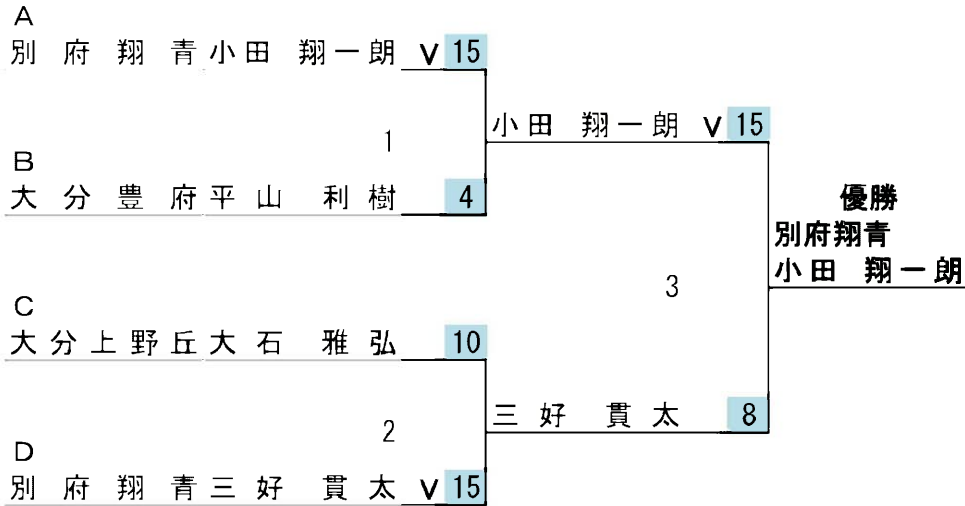 A
別府翔青 小田 翔一朗 V 15
1
小田 翔一朗 V 15
B
大分豊府 平山 利樹 4
優勝
別府翔青
小田 翔一朗
3
C
大分上野丘 大石 雅弘 10
2
三好 貫太 8
D
別府翔青 三好 貫太 V 15